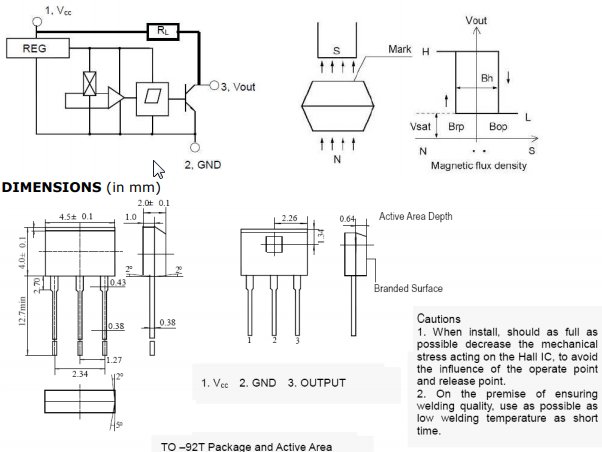 1, Vcc
RL
REG
3, Vout
2, GND
S
Mark
N
Vout
H
Bh
L
Vsat
Brp
Bop
N
S
Magnetic flux density
DIMENSIONS (in mm)
4.5± 0.1
2.0± 0.1
1.0
4.0± 0.1
2.70
12.7min
0.43
0.38
0.38
1.27
2.34
2°
7°
2°
5°
2.26
1.34
0.64
Active Area Depth
Branded Surface
1
2
3
1. Vcc 2. GND 3. OUTPUT
Cautions
1. When install, should as full as
possible decrease the mechanical
stress acting on the Hall IC, to avoid
the influence of the operate point
and release point.
2. On the premise of ensuring
welding quality, use as possible as
low welding temperature as short
time.
TO –92T Package and Active Area